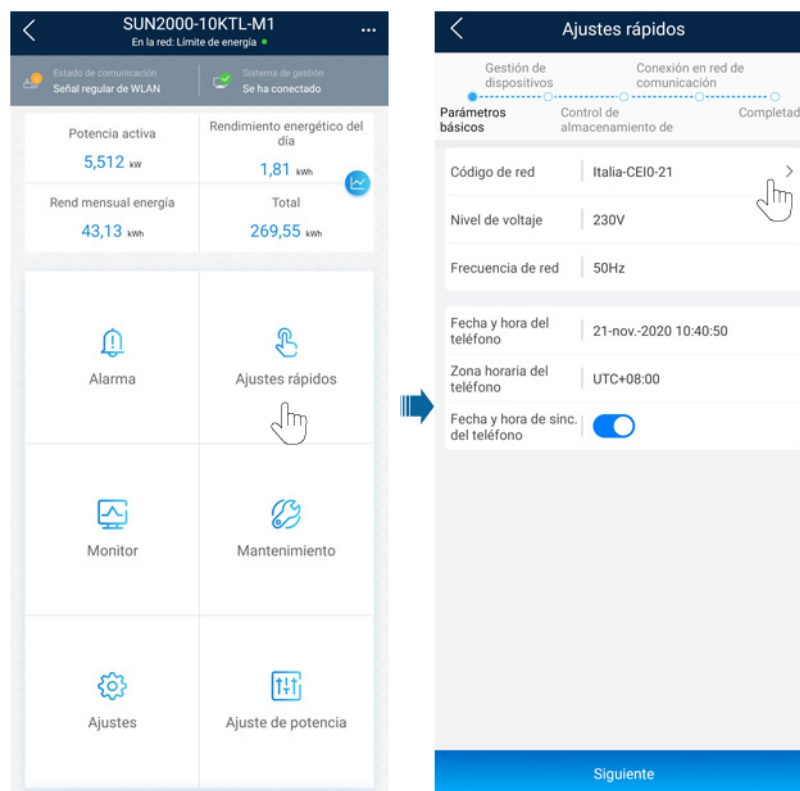 SUN2000-10KTL-M1
En la red: Límite de energía
Estado de comunicación
Señal regular de WLAN
Sistema de gestión
Se ha conectado
Potencia activa
5,512 kW
Rendimiento energético del
día
1,81 kWh
Rend mensual energía
43,13 kWh
Total
269,55 kWh
Alarma
Ajustes rápidos
Monitor
Mantenimiento
Ajustes
Ajuste de potencia
Ajustes rápidos
Gestión de
dispositivos
Conexión en red de
comunicación
Parámetros
básicos
Control de
almacenamiento de
Completad
Código de red
Italia-CEI0-21
Nivel de voltaje
230V
Frecuencia de red
50Hz
Fecha y hora del
teléfono
21-nov.-2020 10:40:50
Zona horaria del
teléfono
UTC+08:00
Fecha y hora de sinc.
del teléfono
Siguiente